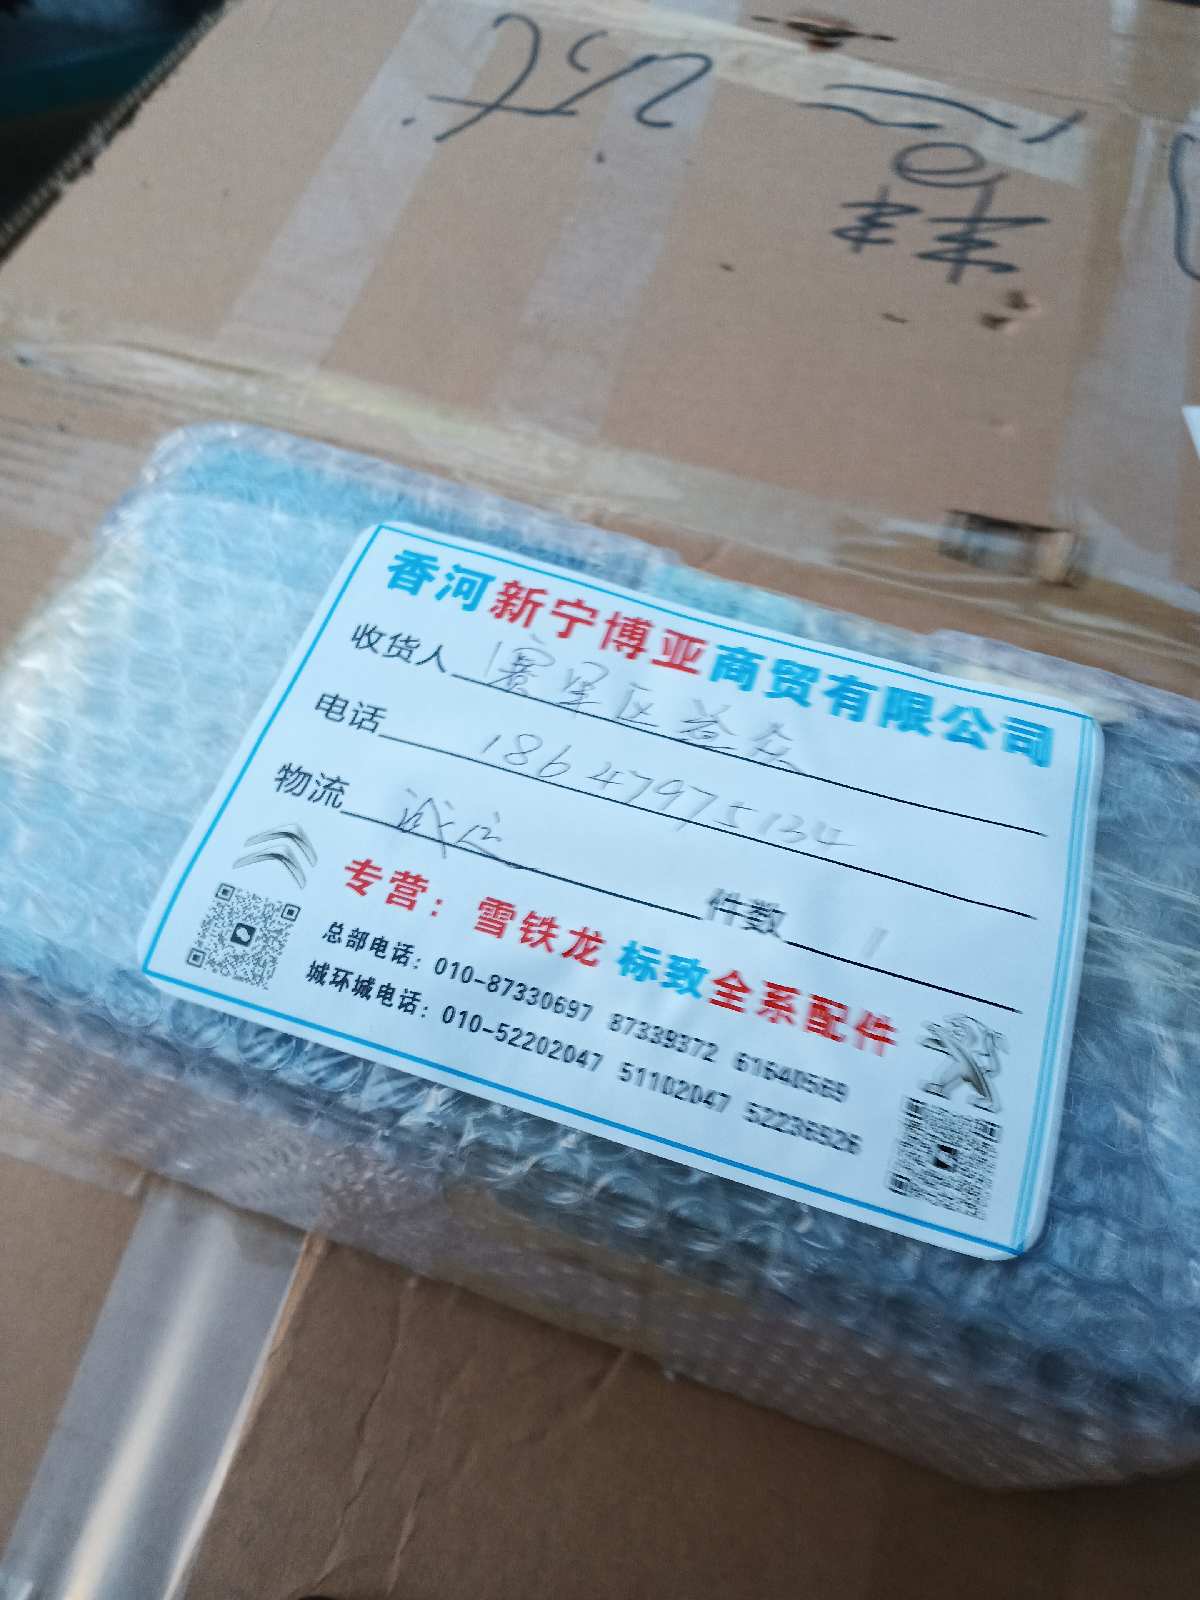 香河新宁博亚商贸有限公司
收货人
电话 18647975134
物流 诚定
件数 1
专营：雪铁龙 标致全系配件
总部电话：010-87330697 87339372 61640569
城环城电话：010-52202047 51102047 52236526